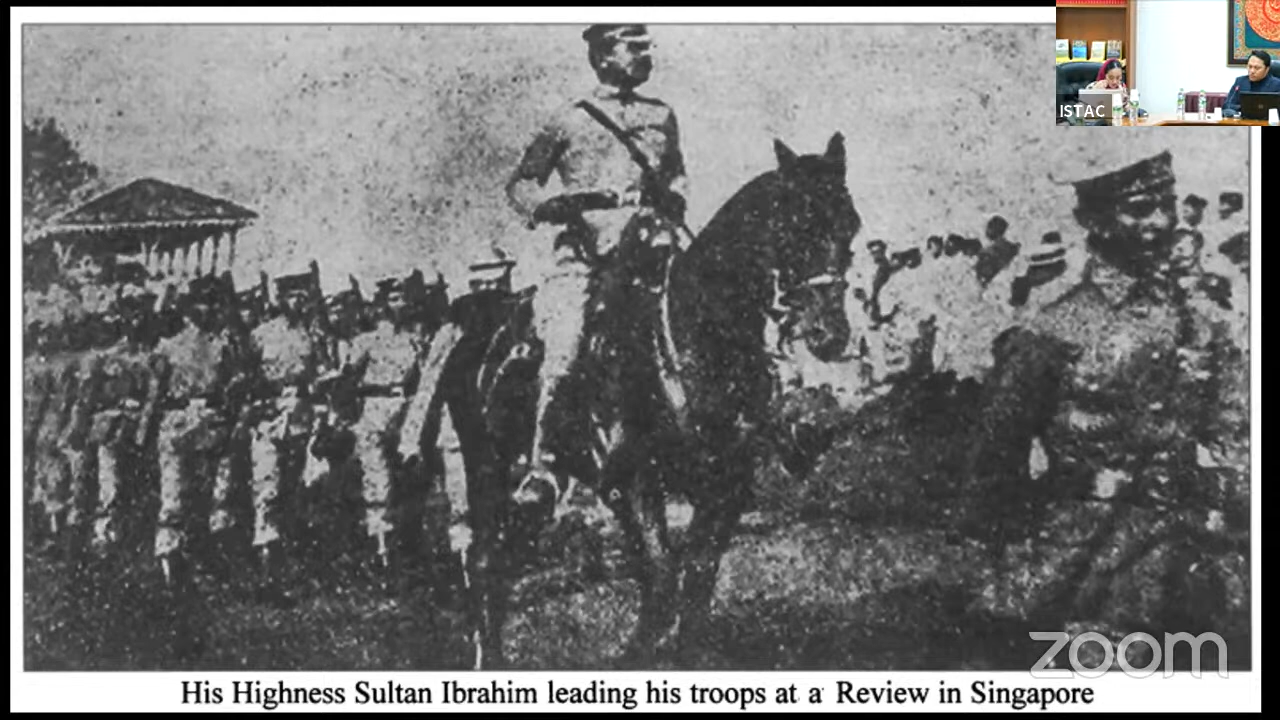 ISTAC
zoom
His Highness Sultan Ibrahim leading his troops at a Review in Singapore